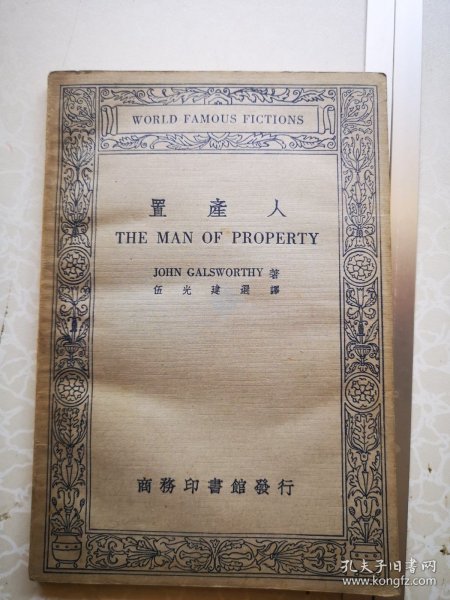 WORLD FAMOUS FICTIONS
置產人
THE MAN OF PROPERTY
JOHN GALSWORTHY 著
伍光建選譯
商務印書館發行
孔夫子旧书网
www.kongfz.com